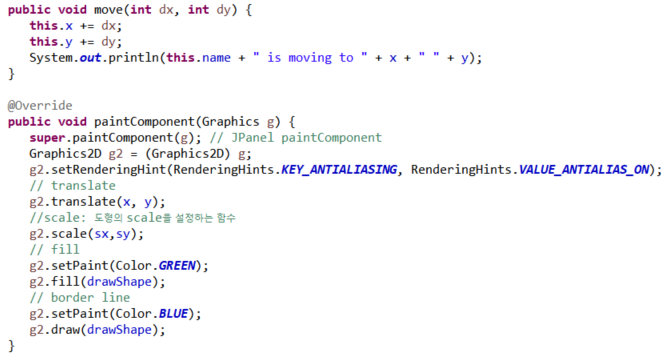 public void move(int dx, int dy) {
this.x += dx;
this.y += dy;
System.out.println(this.name + " is moving to " + x + " " + y);
}
@Override
public void paintComponent(Graphics g) {
super.paintComponent(g); // JPanel paintComponent
Graphics2D g2 = (Graphics2D) g;
g2.setRenderingHint(RenderingHints.KEY_ANTIALIASING, RenderingHints.VALUE_ANTIALIAS_ON);
// translate
g2.translate(x, y);
//scale: 도형의 scale을 설정하는 함수
g2.scale(sx,sy);
// fill
g2.setPaint(Color.GREEN);
g2.fill(drawShape);
// border line
g2.setPaint(Color.BLUE);
g2.draw(drawShape);
}